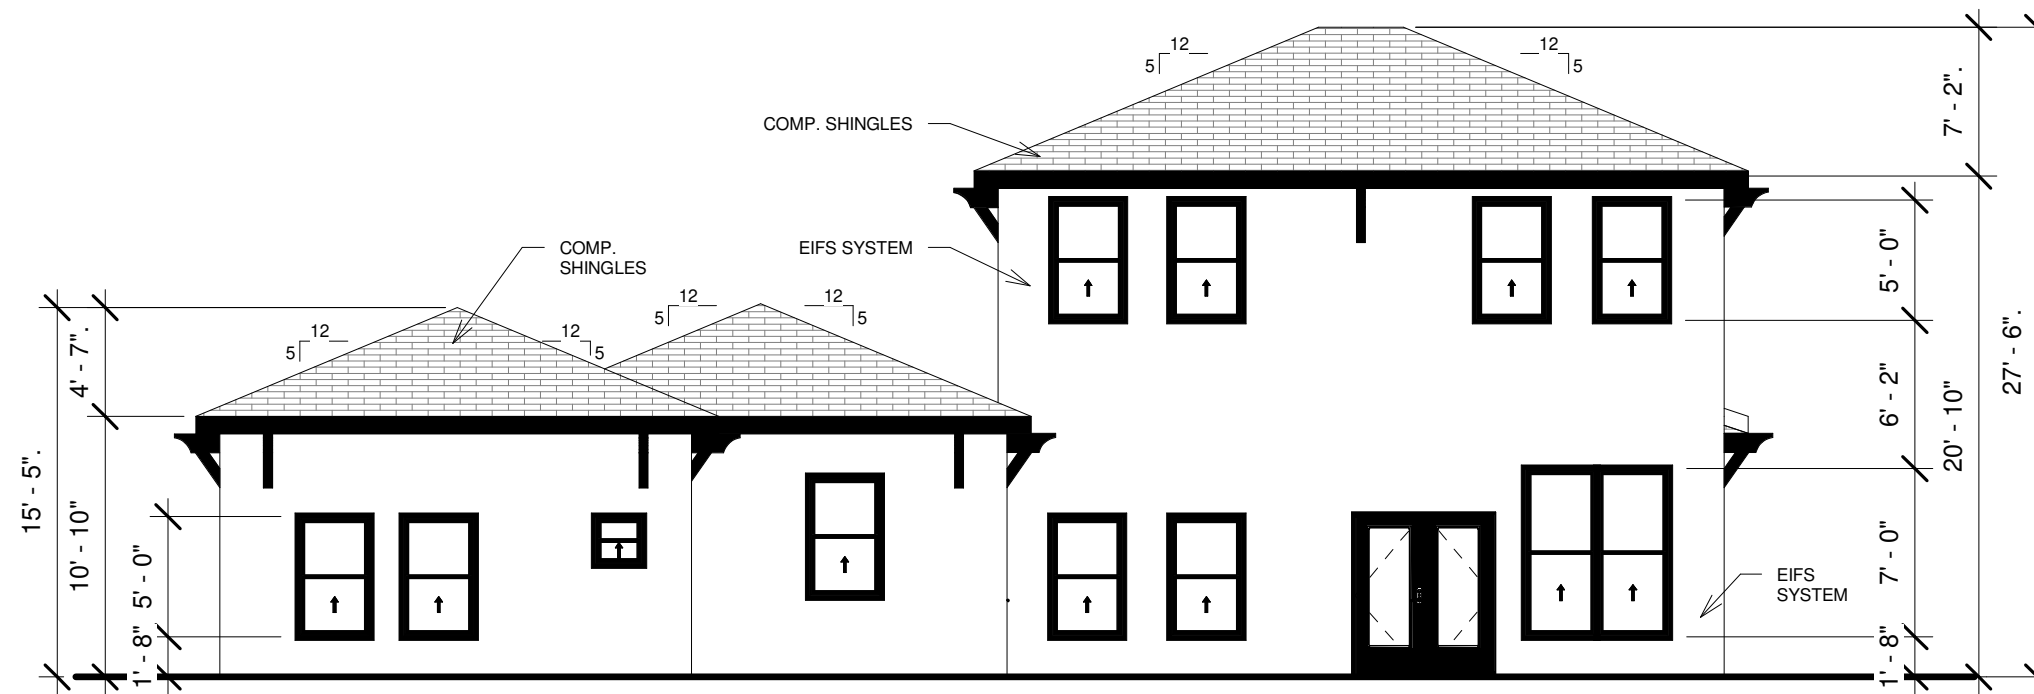 12
5
12
5
7' - 2".
COMP. SHINGLES
COMP.
SHINGLES
EIFS SYSTEM
5' - 0"
12
5
12
5
12
5
12
5
4' - 7".
6' - 2"
20' - 10"
27' - 6".
15' - 5".
10' - 10"
5' - 0"
1' - 8"
7' - 0"
EIFS
SYSTEM
1' - 8"